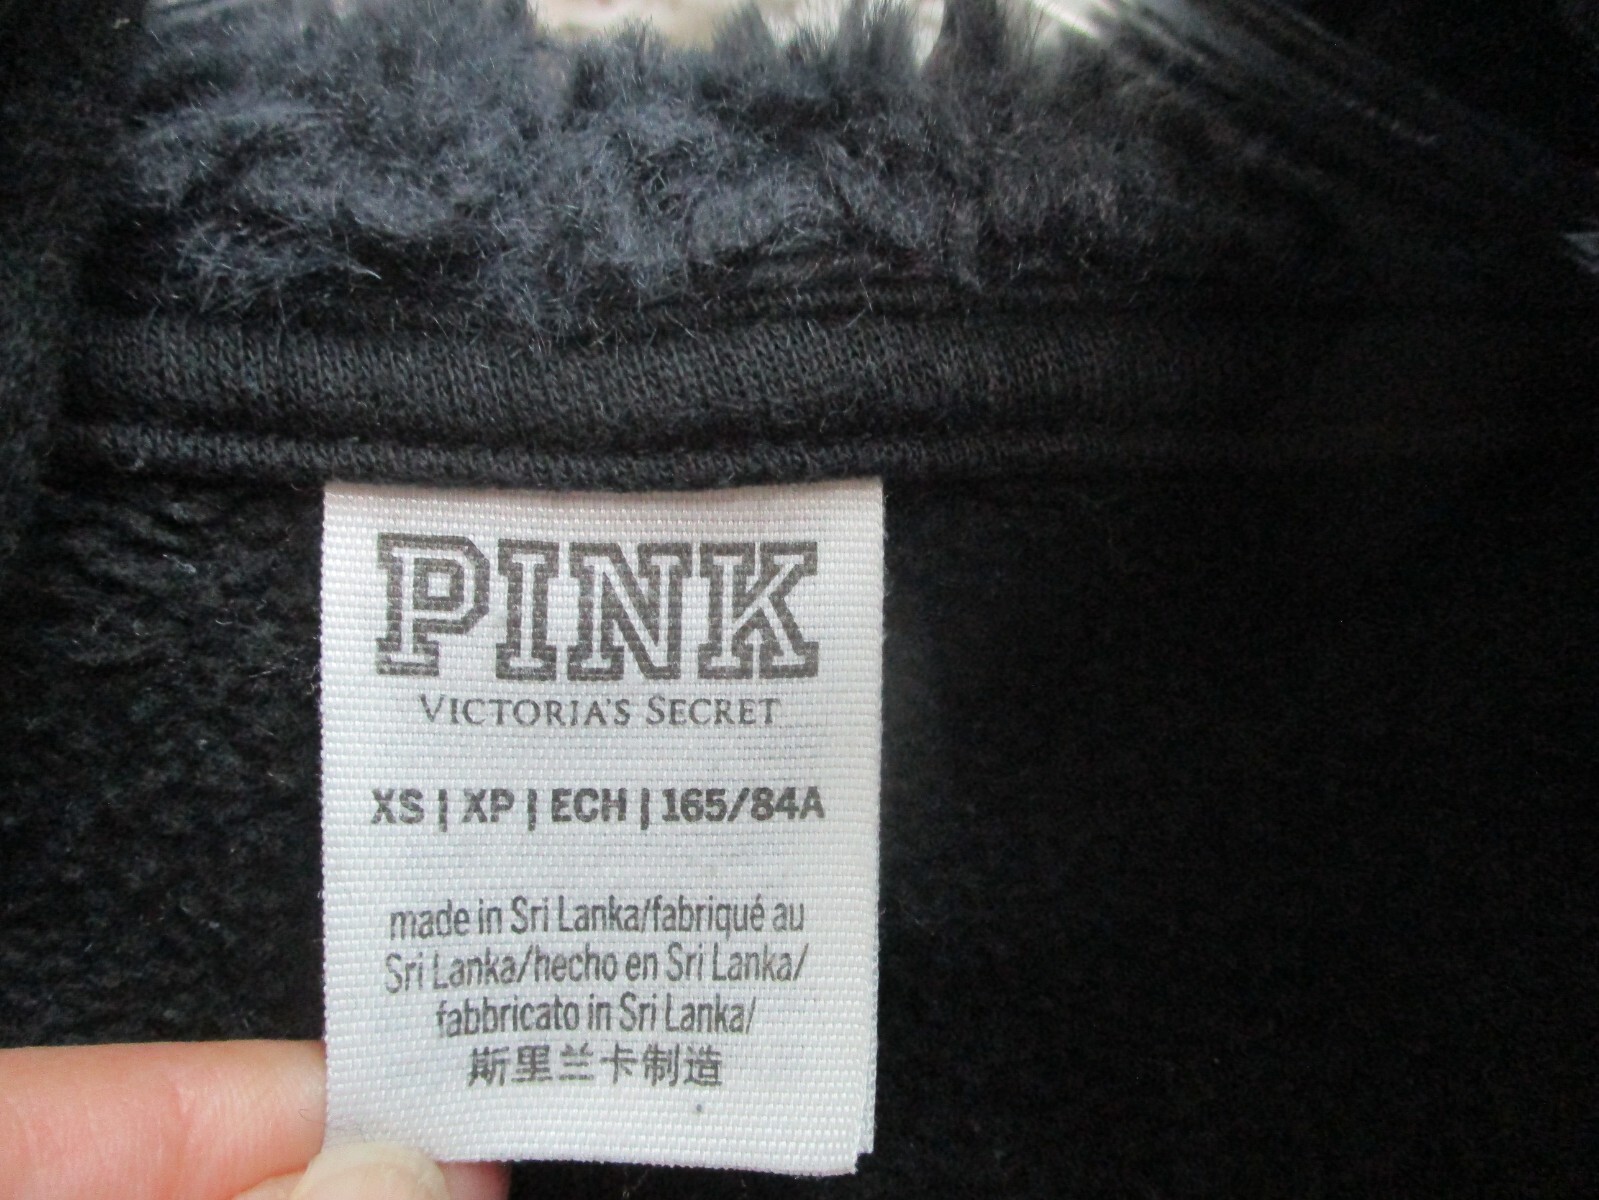 PINK
VICTORIA'S SECRET
XS | XP | ECH | 165/84A
made in Sri Lanka/fabriqué au
Sri Lanka/hecho en Sri Lanka/
fabbricato in Sri Lanka/
斯里兰卡制造